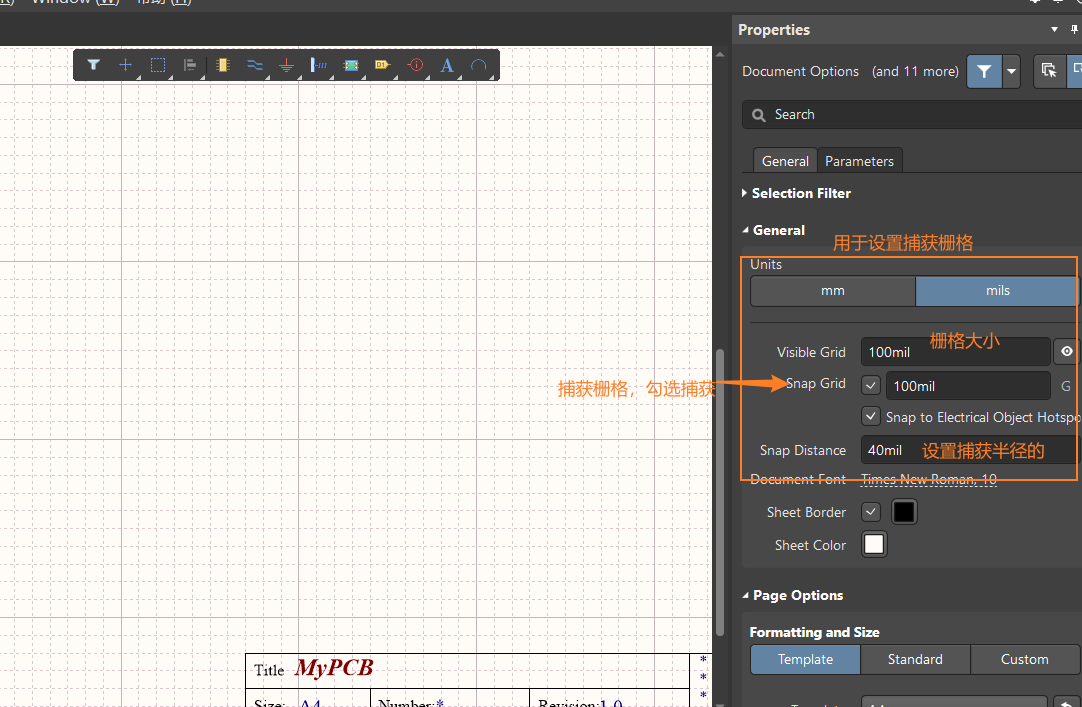 Window (W) 帮助 (H)
Properties
Document Options (and 11 more)
Search
General Parameters
Selection Filter
General
用于设置捕获栅格
Units
mm mils
Visible Grid 100mil 栅格大小
捕获栅格，勾选捕获 Snap Grid 100mil G
Snap to Electrical Object Hotspo
Snap Distance 40mil 设置捕获半径的
Document Font Times New Roman, 10
Sheet Border
Sheet Color
Page Options
Formatting and Size
Template Standard Custom
Title MyPCB *
*
*
Size: A4 Number:* Revision:1.0